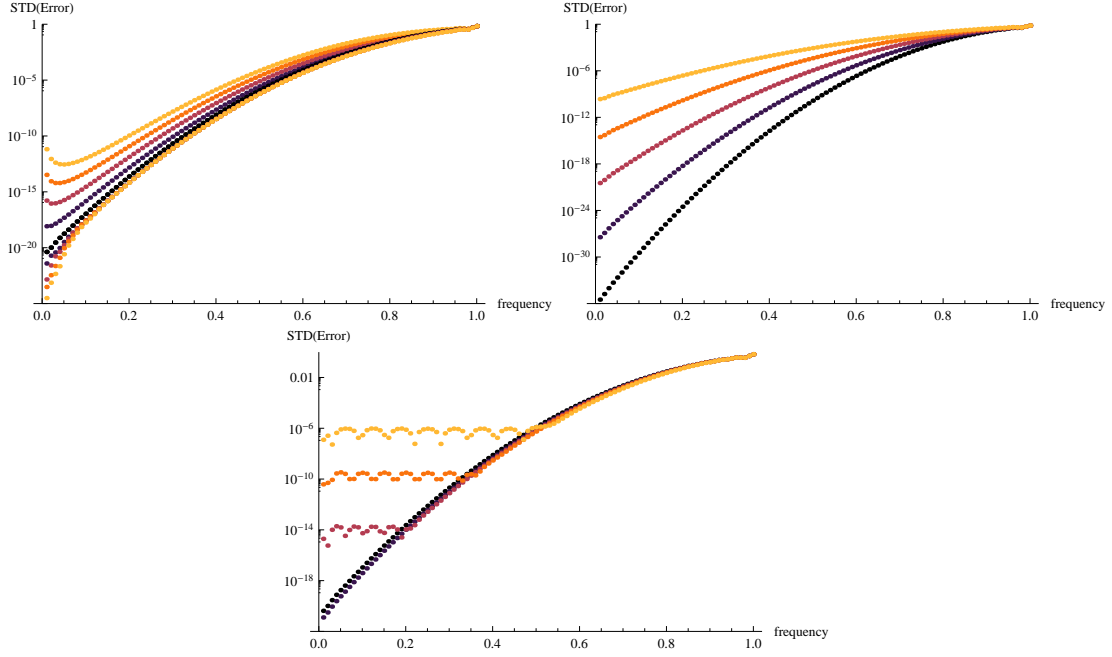 STD(Error)
1
10^{-5}
10^{-10}
10^{-15}
10^{-20}
0.0 0.2 0.4 0.6 0.8 1.0
frequency
STD(Error)
1
10^{-6}
10^{-12}
10^{-18}
10^{-24}
10^{-30}
0.0 0.2 0.4 0.6 0.8 1.0
frequency
STD(Error)
0.01
10^{-6}
10^{-10}
10^{-14}
10^{-18}
0.0 0.2 0.4 0.6 0.8 1.0
frequency